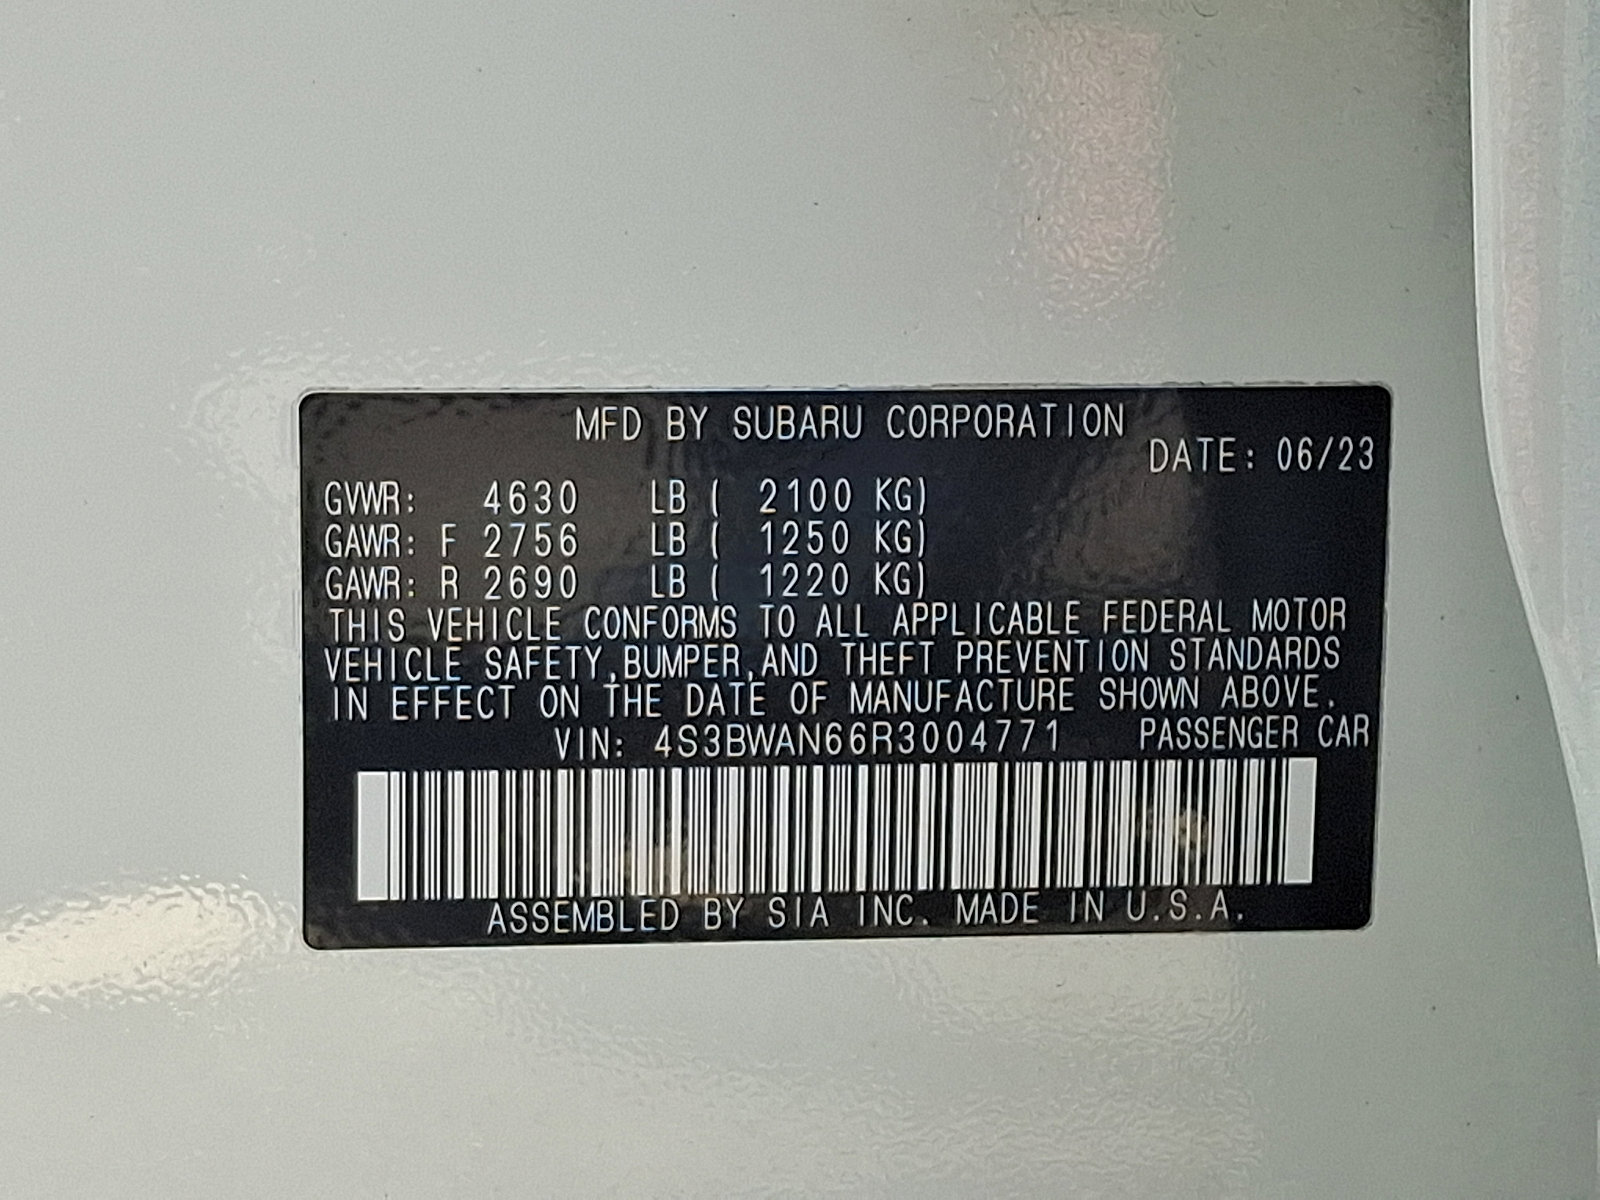 MFD BY SUBARU CORPORATION
DATE: 06/23
GVWR: 4630 LB ( 2100 KG)
GAWR: F 2756 LB ( 1250 KG)
GAWR: R 2690 LB ( 1220 KG)
THIS VEHICLE CONFORMS TO ALL APPLICABLE FEDERAL MOTOR
VEHICLE SAFETY,BUMPER,AND THEFT PREVENTION STANDARDS
IN EFFECT ON THE DATE OF MANUFACTURE SHOWN ABOVE.
VIN: 4S3BWAN66R3004771 PASSENGER CAR
ASSEMBLED BY SIA INC. MADE IN U.S.A.